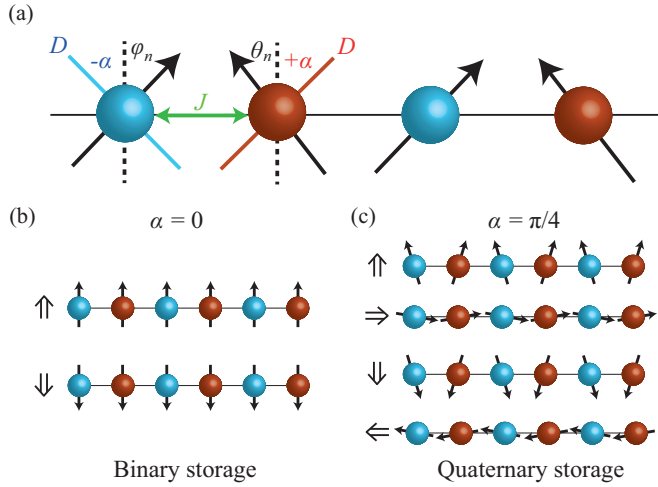 (a)
D -α φn θn +α D
J
(b) α = 0
(c) α = π/4
⇑
⇓
Binary storage
⇑
⇒
⇓
⇐
Quaternary storage